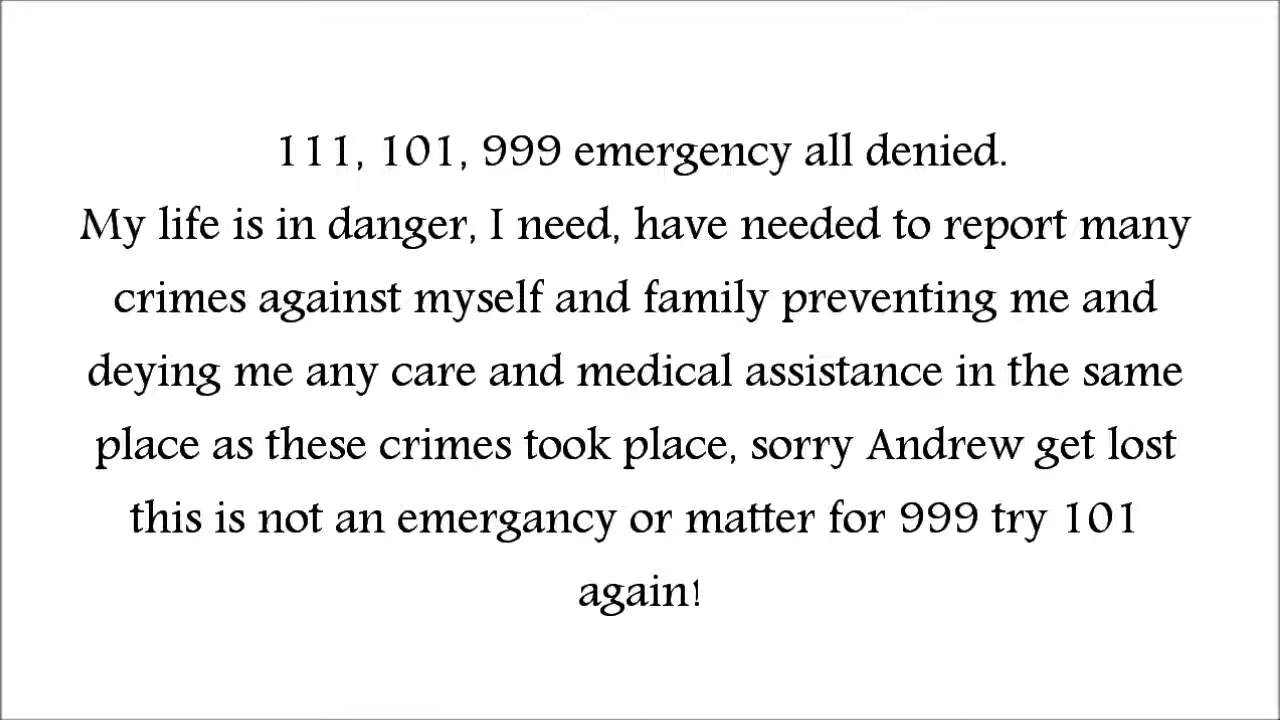 111, 101, 999 emergency all denied.
My life is in danger, I need, have needed to report many
crimes against myself and family preventing me and
deying me any care and medical assistance in the same
place as these crimes took place, sorry Andrew get lost
this is not an emergancy or matter for 999 try 101
again!